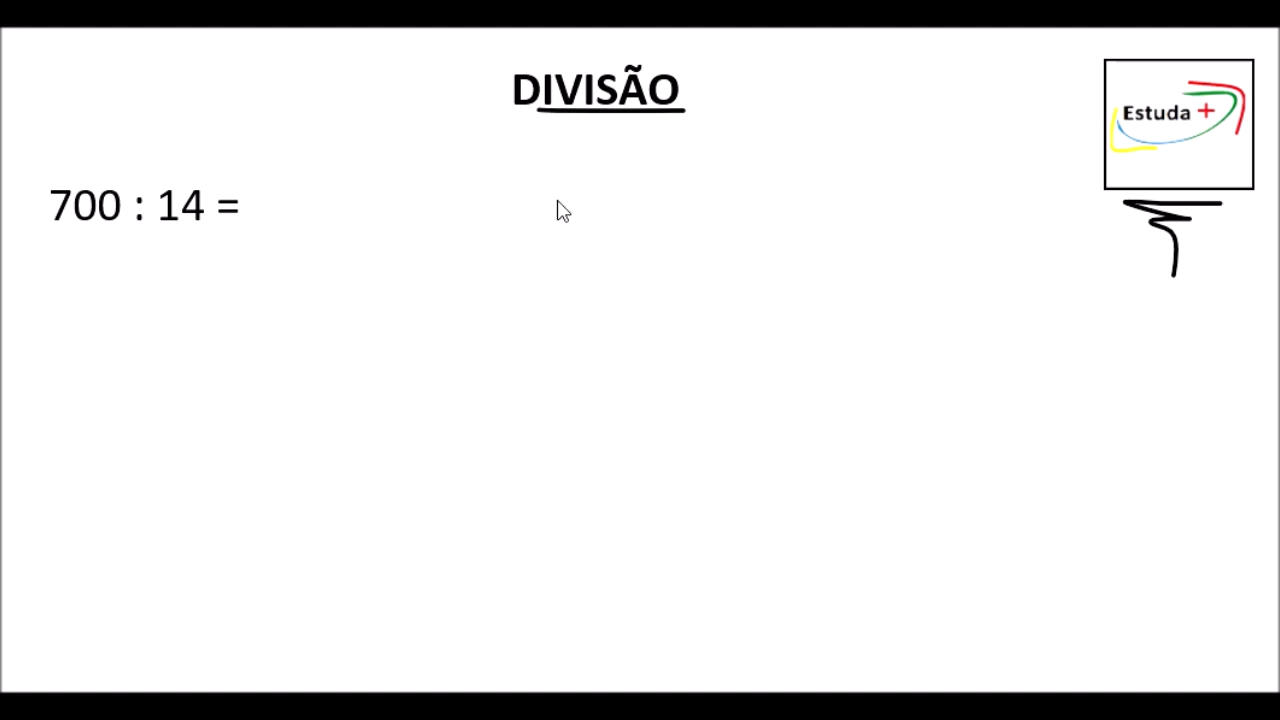 DIVISÃO
Estuda +
700 : 14 =